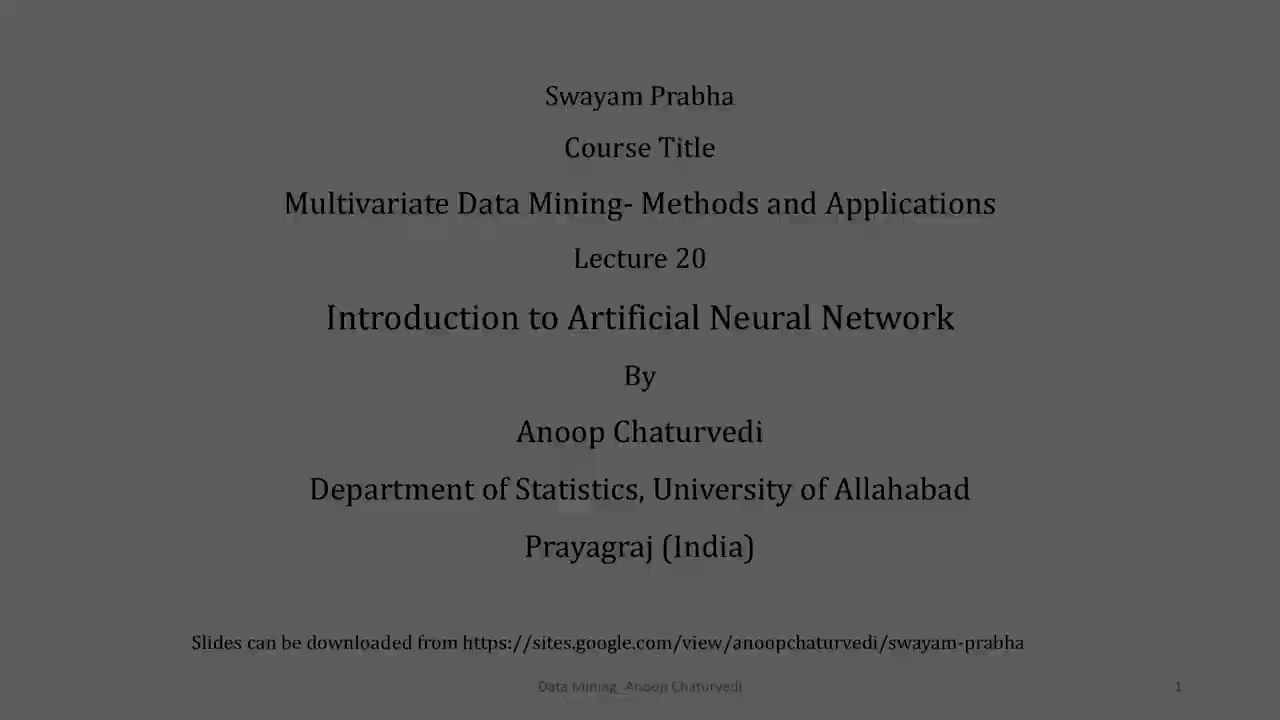 Swayam Prabha
Course Title
Multivariate Data Mining- Methods and Applications
Lecture 20
Introduction to Artificial Neural Network
By
Anoop Chaturvedi
Department of Statistics, University of Allahabad
Prayagraj (India)
Slides can be downloaded from https://sites.google.com/view/anoopchaturvedi/swayam-prabha
Data Mining_Anoop Chaturvedi
1